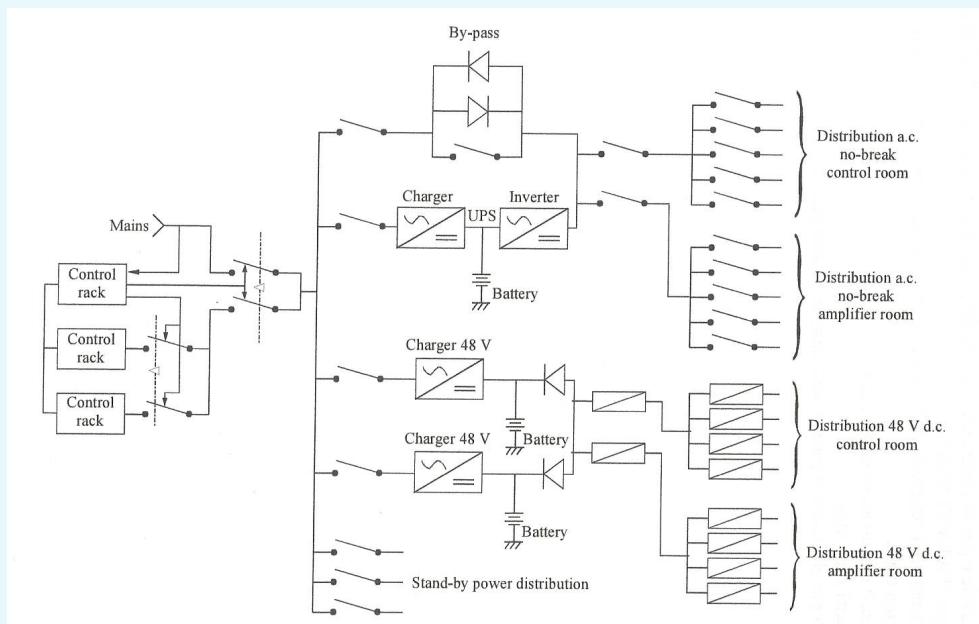 By-pass
Distribution a.c.
no-break
control room
Charger
UPS
Inverter
Mains
Battery
Control
rack
Distribution a.c.
no-break
amplifier room
Control
rack
Charger 48 V
Control
rack
Battery
Distribution 48 V d.c.
control room
Charger 48 V
Battery
Distribution 48 V d.c.
amplifier room
Stand-by power distribution